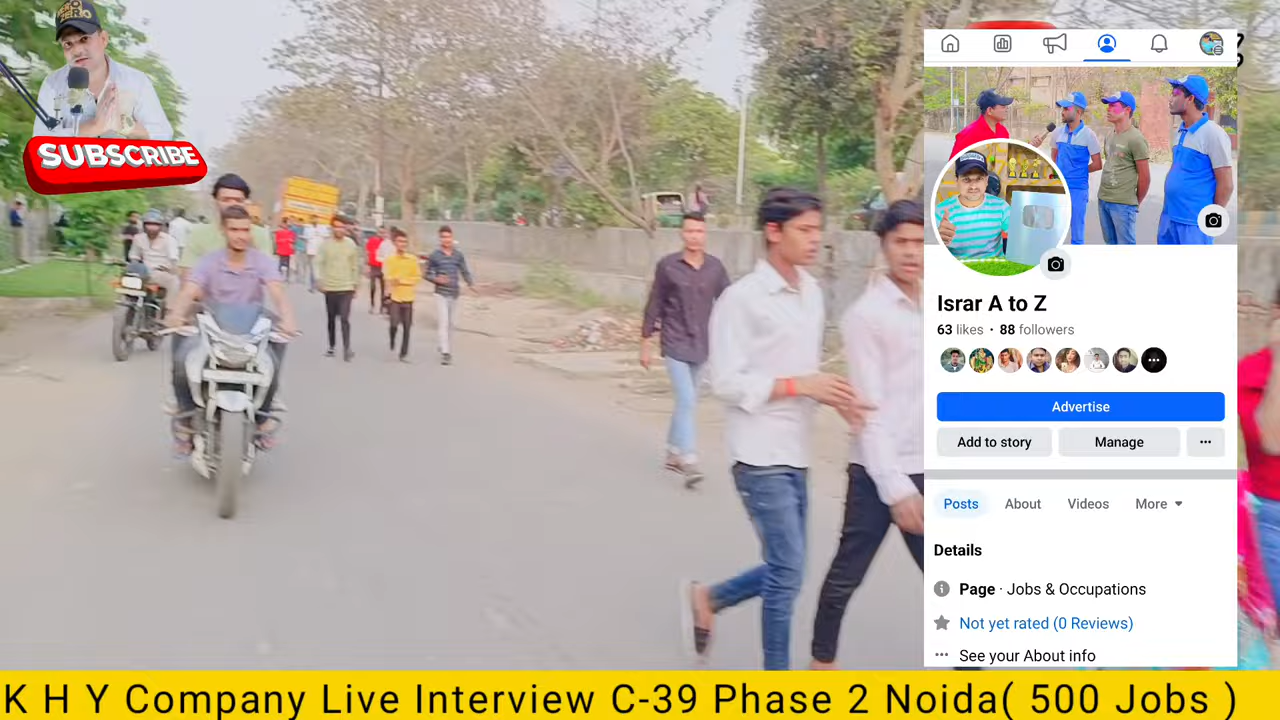 SUBSCRIBE
Israr A to Z
63 likes • 88 followers
Advertise
Add to story
Manage
Posts
About
Videos
More
Details
Page · Jobs & Occupations
Not yet rated (0 Reviews)
See your About info
K H Y Company Live Interview C-39 Phase 2 Noida( 500 Jobs )